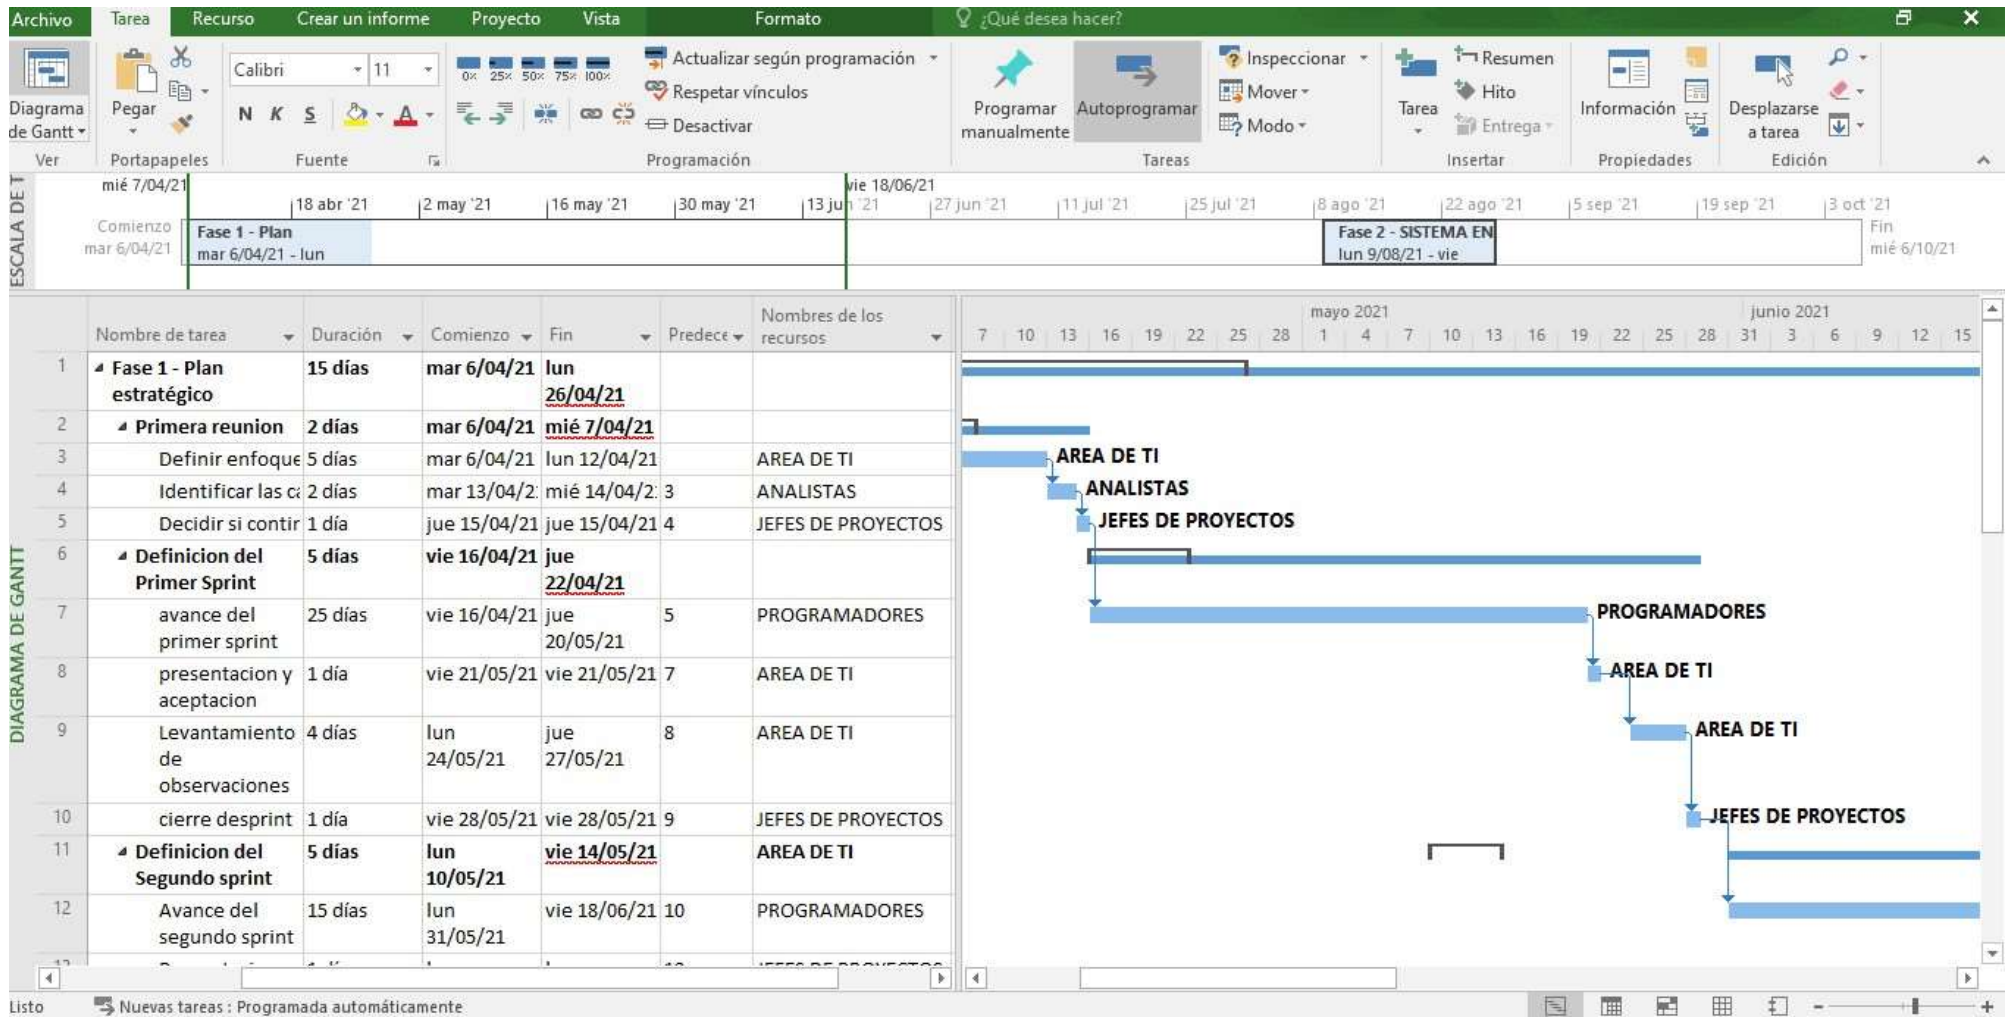 Archivo Tarea Recurso Crear un informe Proyecto Vista Formato ¿Qué desea hacer?
Diagrama de Gantt
Ver
Pegar
Portapapeles
Calibri 11
N K S A
Fuente
0× 25× 50× 75× 100×
Actualizar según programación
Respetar vínculos
Desactivar
Programación
Programar manualmente
Autoprogramar
Inspeccionar
Mover
Modo
Tareas
Tarea
Resumen
Hito
Entrega
Insertar
Información
Propiedades
Desplazarse a tarea
Edición
ESCALA DE T
mié 7/04/21 vie 18/06/21
18 abr '21 2 may '21 16 may '21 30 may '21 13 jun '21 27 jun '21 11 jul '21 25 jul '21 8 ago '21 22 ago '21 5 sep '21 19 sep '21 3 oct '21
Comienzo
mar 6/04/21
Fase 1 - Plan
mar 6/04/21 - lun
Fase 2 - SISTEMA EN
lun 9/08/21 - vie
Fin
mié 6/10/21
DIAGRAMA DE GANTT
Nombre de tarea Duración Comienzo Fin Predece Nombres de los
recursos
1 Fase 1 - Plan 15 días mar 6/04/21 lun
estratégico 26/04/21
2 Primera reunion 2 días mar 6/04/21 mié 7/04/21
3 Definir enfoque 5 días mar 6/04/21 lun 12/04/21 AREA DE TI
4 Identificar las ca 2 días mar 13/04/2 mié 14/04/2 3 ANALISTAS
5 Decidir si contir 1 día jue 15/04/21 jue 15/04/21 4 JEFES DE PROYECTOS
6 Definicion del 5 días vie 16/04/21 jue
Primer Sprint 22/04/21
7 avance del 25 días vie 16/04/21 jue 5 PROGRAMADORES
primer sprint 20/05/21
8 presentacion y 1 día vie 21/05/21 vie 21/05/21 7 AREA DE TI
aceptacion
9 Levantamiento 4 días lun jue 8 AREA DE TI
de 24/05/21 27/05/21
observaciones
10 cierre desprint 1 día vie 28/05/21 vie 28/05/21 9 JEFES DE PROYECTOS
11 Definicion del 5 días lun vie 14/05/21 AREA DE TI
Segundo sprint 10/05/21
12 Avance del 15 días lun vie 18/06/21 10 PROGRAMADORES
segundo sprint 31/05/21
mayo 2021 junio 2021
7 10 13 16 19 22 25 28 1 4 7 10 13 16 19 22 25 28 31 3 6 9 12 15
AREA DE TI
ANALISTAS
JEFES DE PROYECTOS
PROGRAMADORES
AREA DE TI
AREA DE TI
JEFES DE PROYECTOS
Listo Nuevas tareas : Programada automáticamente